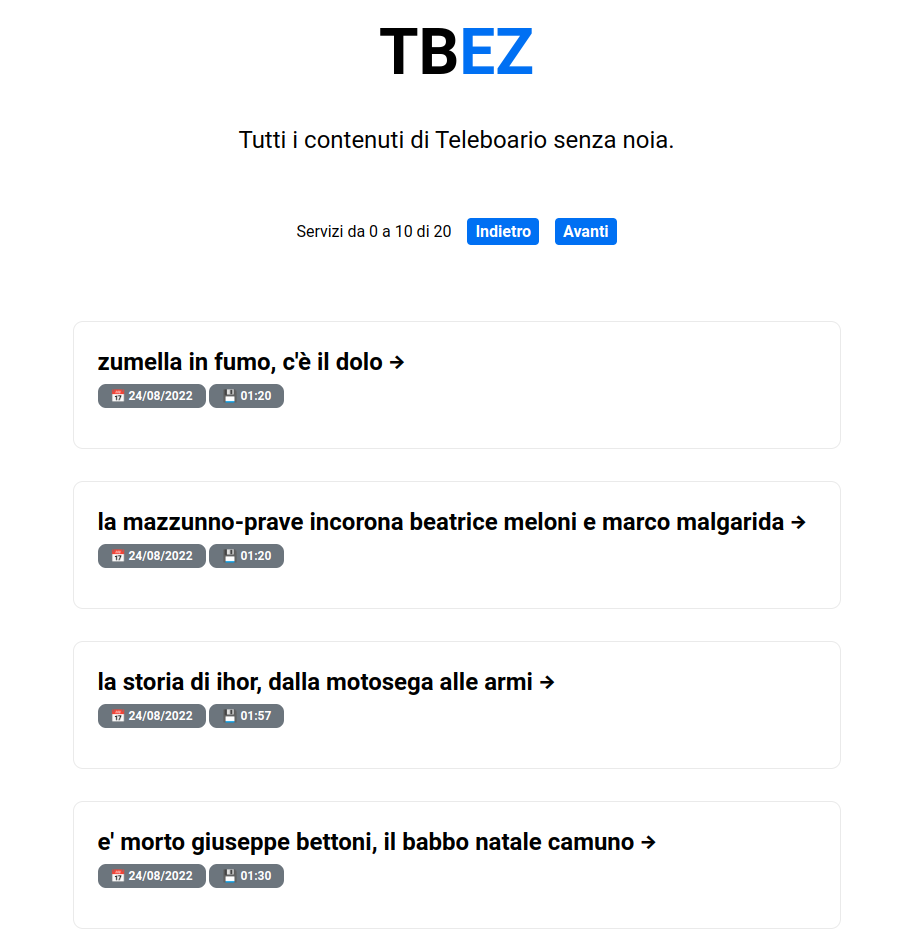 TBEZ
Tutti i contenuti di Teleboario senza noia.
Servizi da 0 a 10 di 20 Indietro Avanti
zumella in fumo, c'è il dolo →
📅 24/08/2022 💾 01:20
la mazzunno-prave incorona beatrice meloni e marco malgarida →
📅 24/08/2022 💾 01:20
la storia di ihor, dalla motosega alle armi →
📅 24/08/2022 💾 01:57
e' morto giuseppe bettoni, il babbo natale camuno →
📅 24/08/2022 💾 01:30